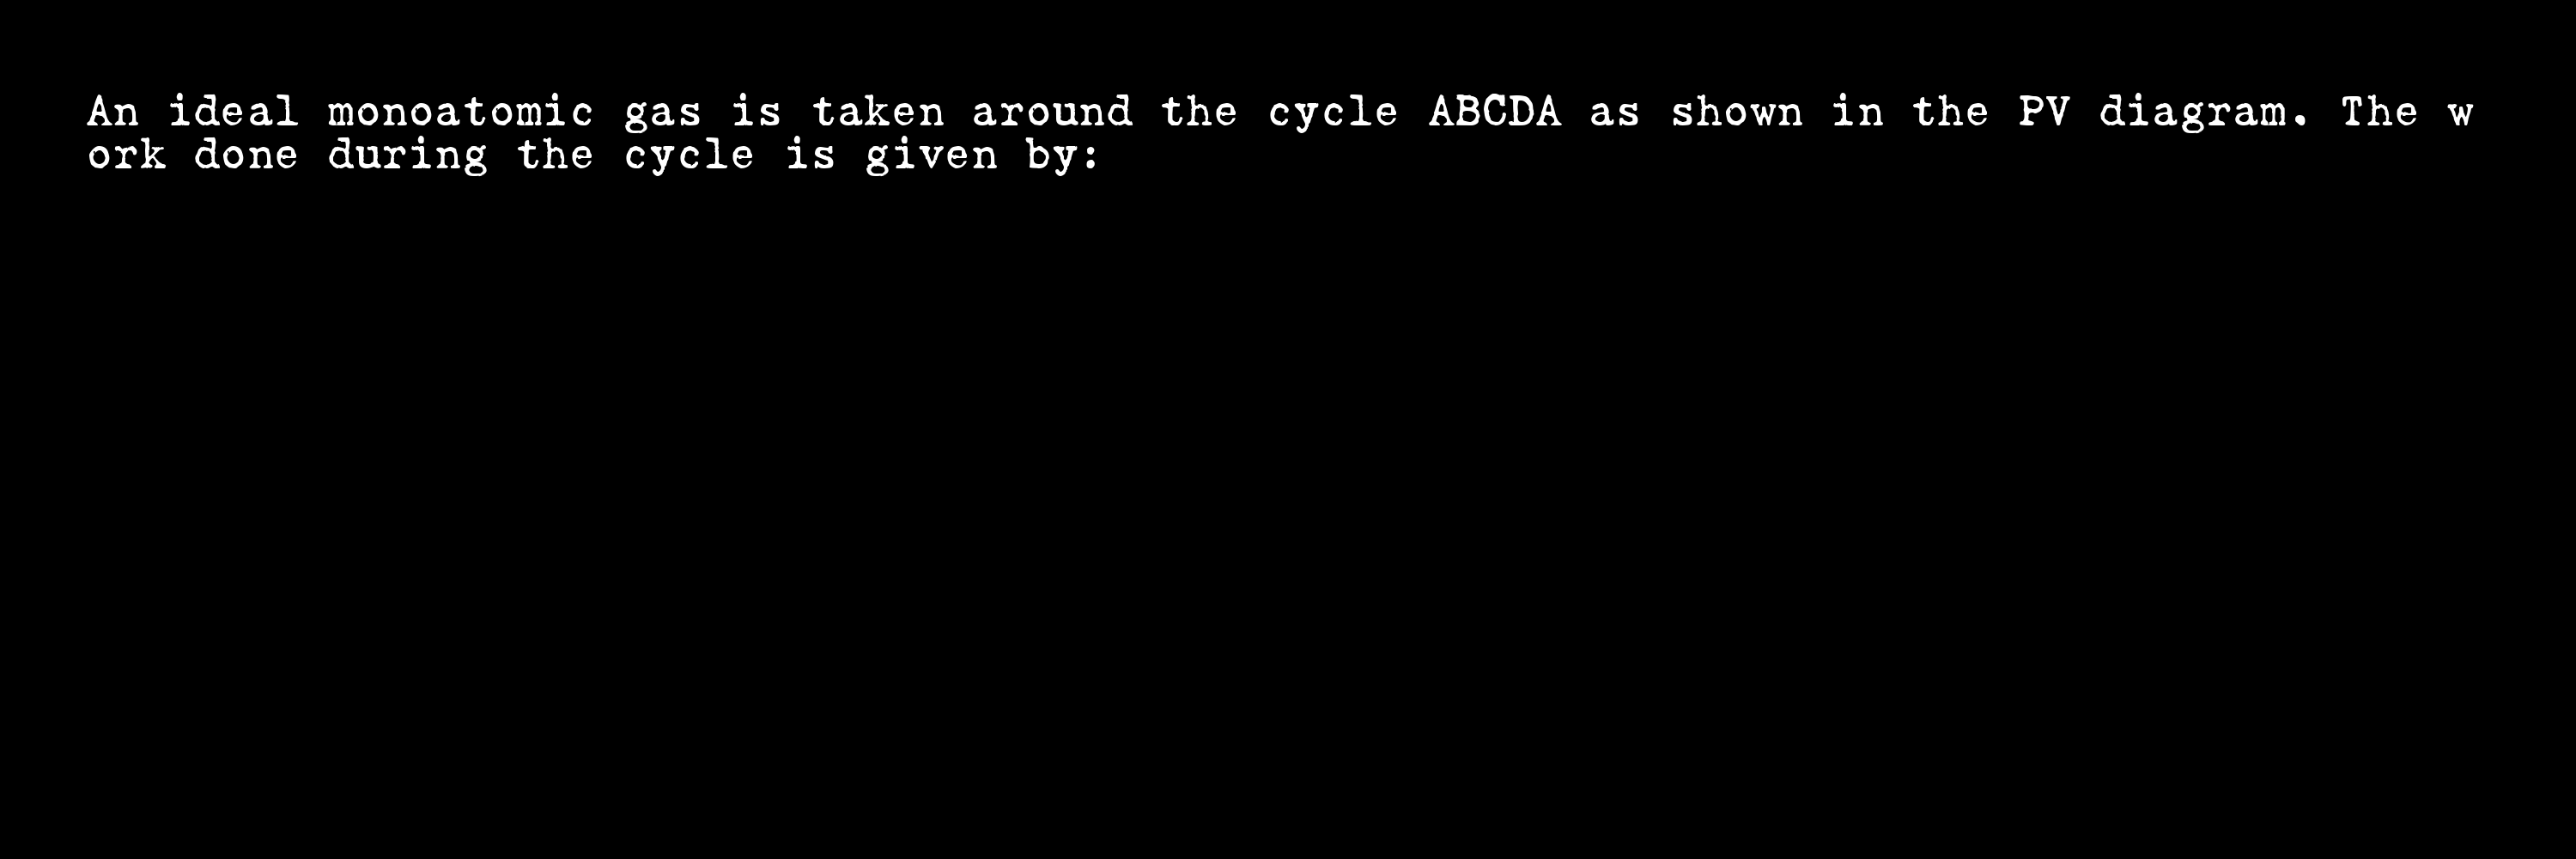 An ideal monoatomic gas is taken around the cycle ABCDA as shown in the PV diagram. The w
ork done during the cycle is given by: